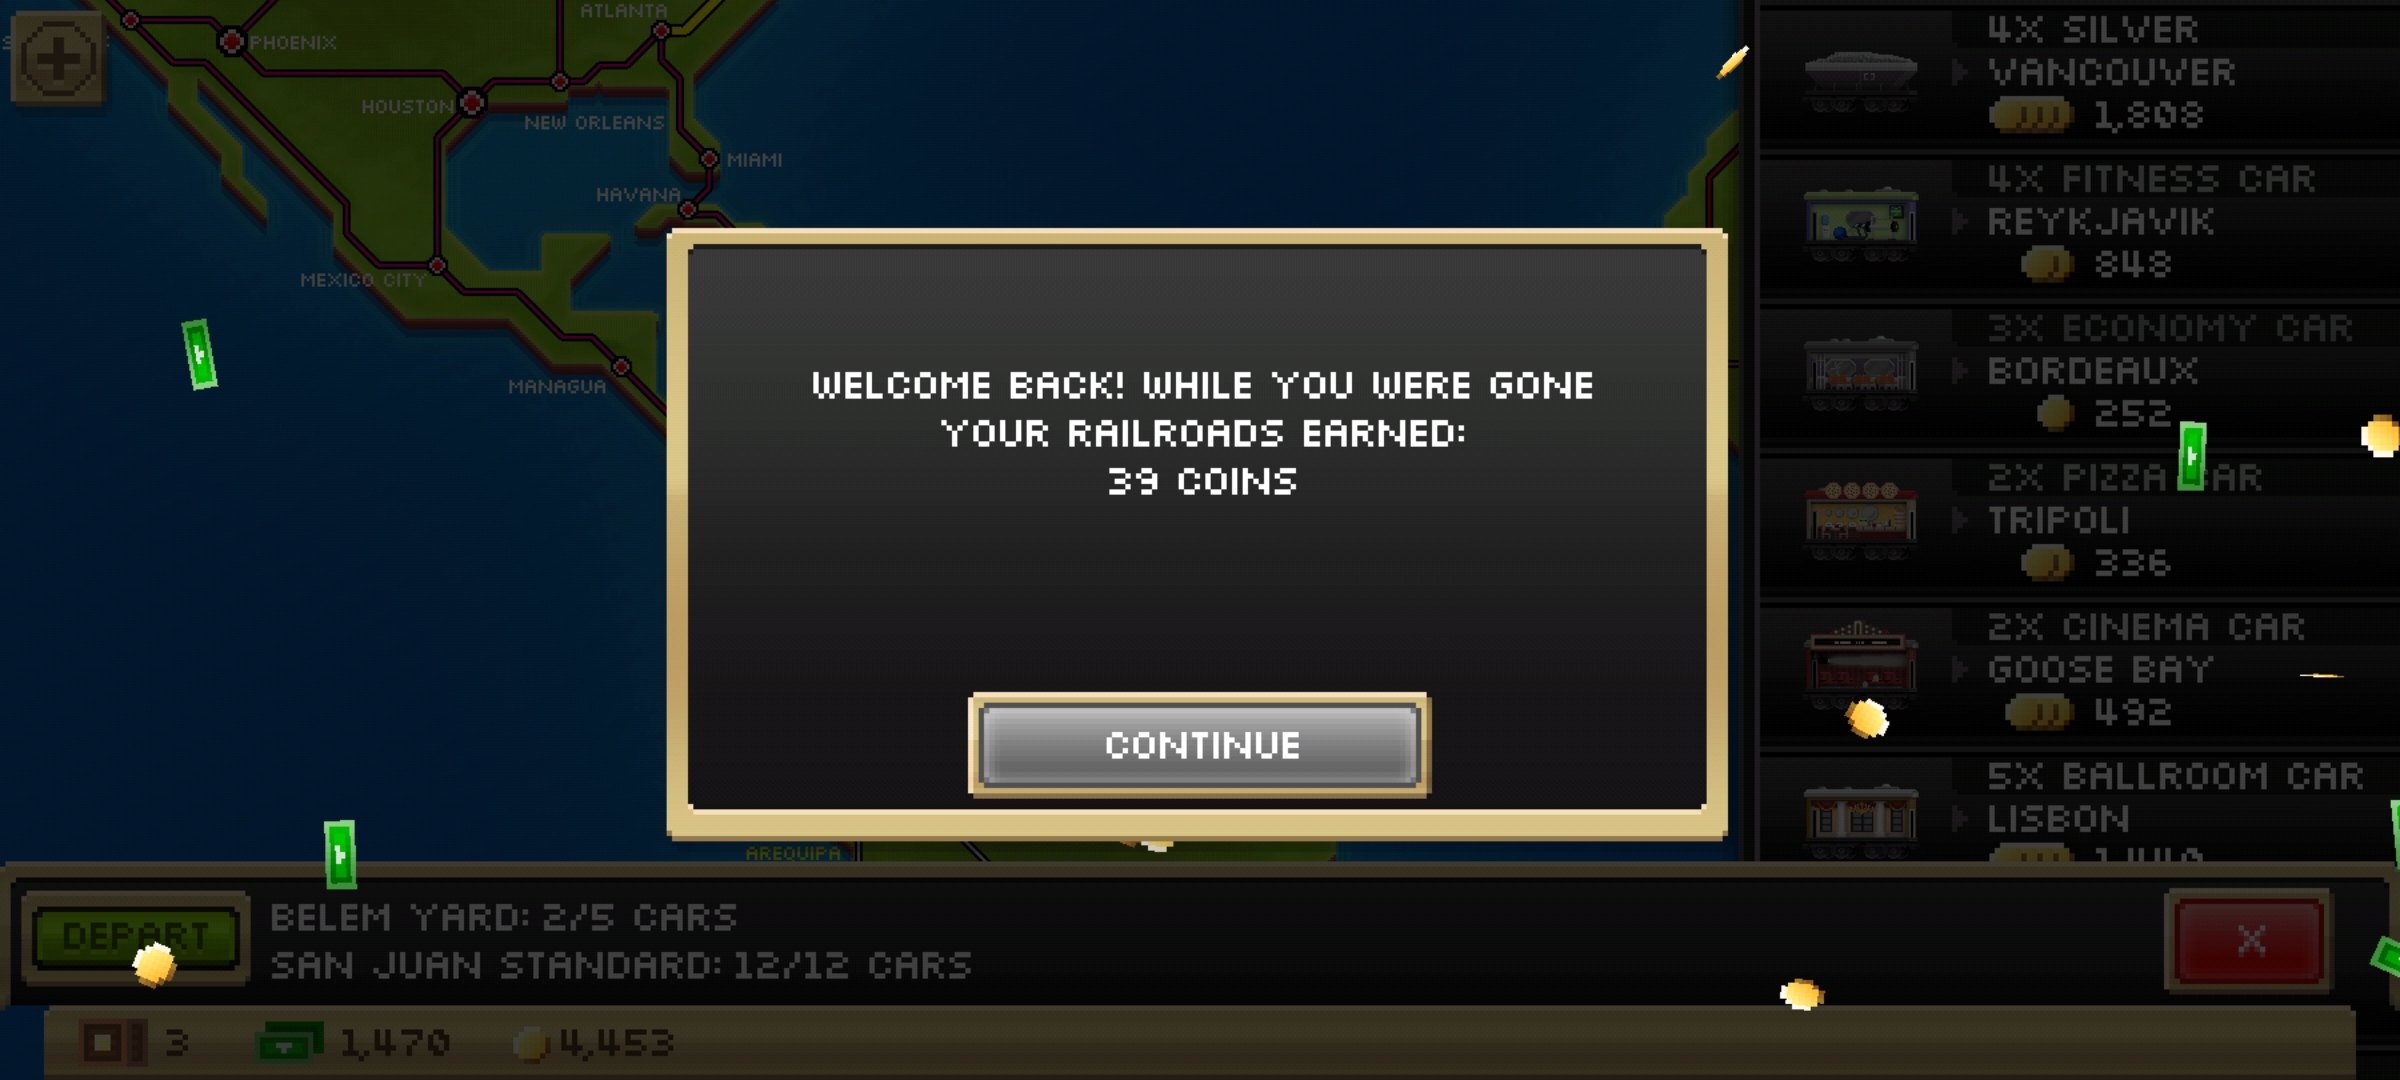 ATLANTA
PHOENIX
HOUSTON
NEW ORLEANS
MIAMI
HAVANA
MEXICO CITY
MANAGUA
AREQUIPA
WELCOME BACK! WHILE YOU WERE GONE
YOUR RAILROADS EARNED:
39 COINS
CONTINUE
4X SILVER
VANCOUVER
1,808
4X FITNESS CAR
REYKJAVIK
848
3X ECONOMY CAR
BORDEAUX
252
2X PIZZA CAR
TRIPOLI
336
2X CINEMA CAR
GOOSE BAY
492
5X BALLROOM CAR
LISBON
DEPART
BELEM YARD: 2/5 CARS
SAN JUAN STANDARD: 12/12 CARS
X
3 1,470 4,453